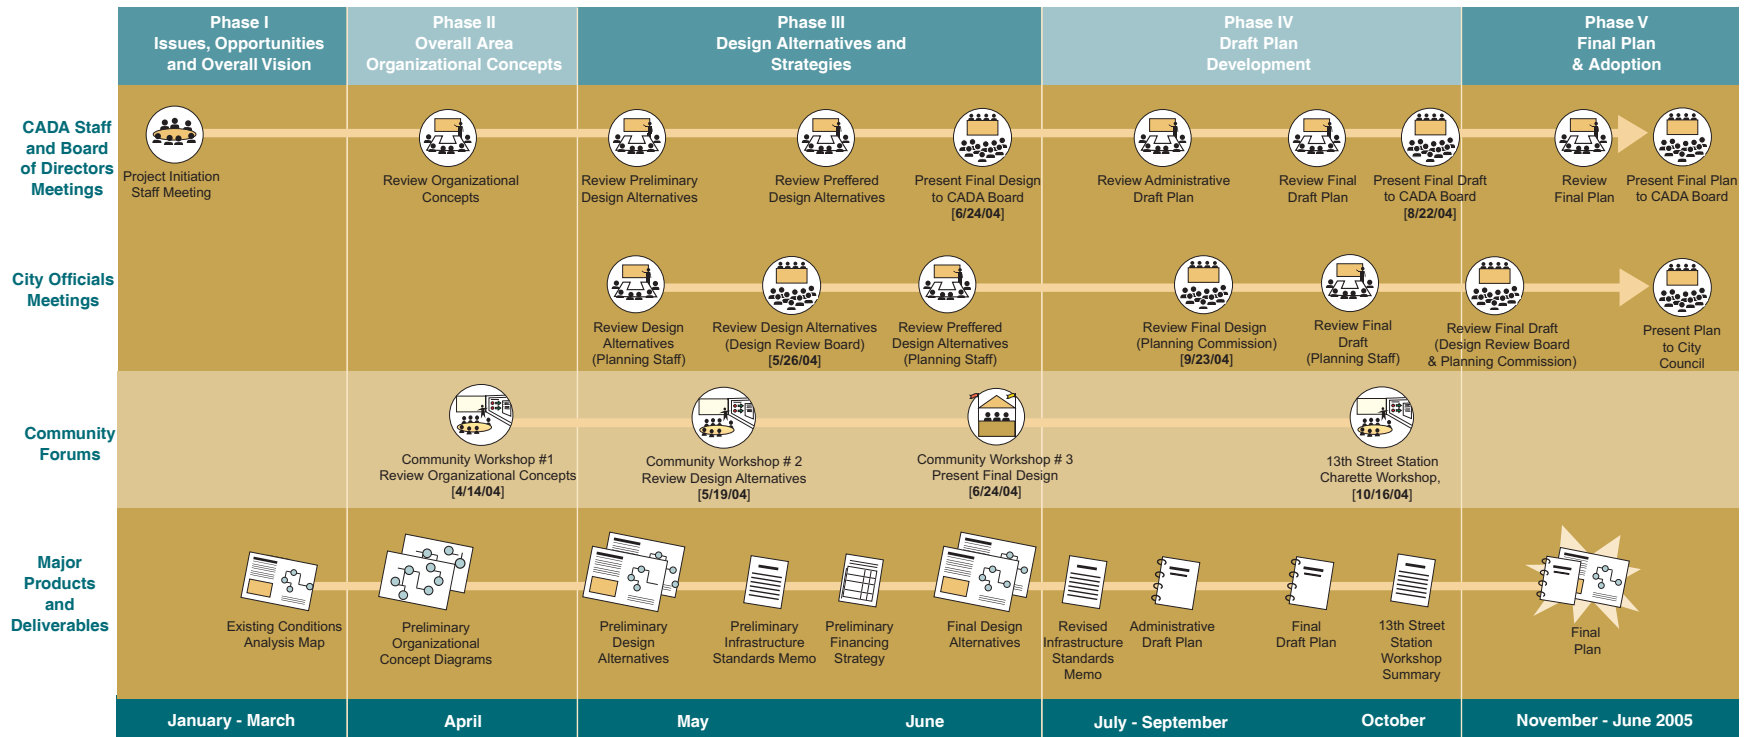 Phase I
Issues, Opportunities
and Overall Vision
Phase II
Overall Area
Organizational Concepts
Phase III
Design Alternatives and
Strategies
Phase IV
Draft Plan
Development
Phase V
Final Plan
& Adoption
CADA Staff
and Board
of Directors
Meetings
Project Initiation
Staff Meeting
Review Organizational
Concepts
Review Preliminary
Design Alternatives
Review Preffered
Design Alternatives
Present Final Design
to CADA Board
[6/24/04]
Review Administrative
Draft Plan
Review Final
Draft Plan
Present Final Draft
to CADA Board
[8/22/04]
Review
Final Plan
Present Final Plan
to CADA Board
City Officials
Meetings
Review Design
Alternatives
(Planning Staff)
Review Design Alternatives
(Design Review Board)
[5/26/04]
Review Preffered
Design Alternatives
(Planning Staff)
Review Final Design
(Planning Commission)
[9/23/04]
Review Final
Draft
(Planning Staff)
Review Final Draft
(Design Review Board
& Planning Commission)
Present Plan
to City
Council
Community
Forums
Community Workshop #1
Review Organizational Concepts
[4/14/04]
Community Workshop # 2
Review Design Alternatives
[5/19/04]
Community Workshop # 3
Present Final Design
[6/24/04]
13th Street Station
Charette Workshop,
[10/16/04]
Major
Products
and
Deliverables
Existing Conditions
Analysis Map
Preliminary
Organizational
Concept Diagrams
Preliminary
Design
Alternatives
Preliminary
Infrastructure
Standards Memo
Preliminary
Financing
Strategy
Final Design
Alternatives
Revised
Infrastructure
Standards
Memo
Administrative
Draft Plan
Final
Draft Plan
13th Street
Station
Workshop
Summary
Final
Plan
January - March
April
May
June
July - September
October
November - June 2005